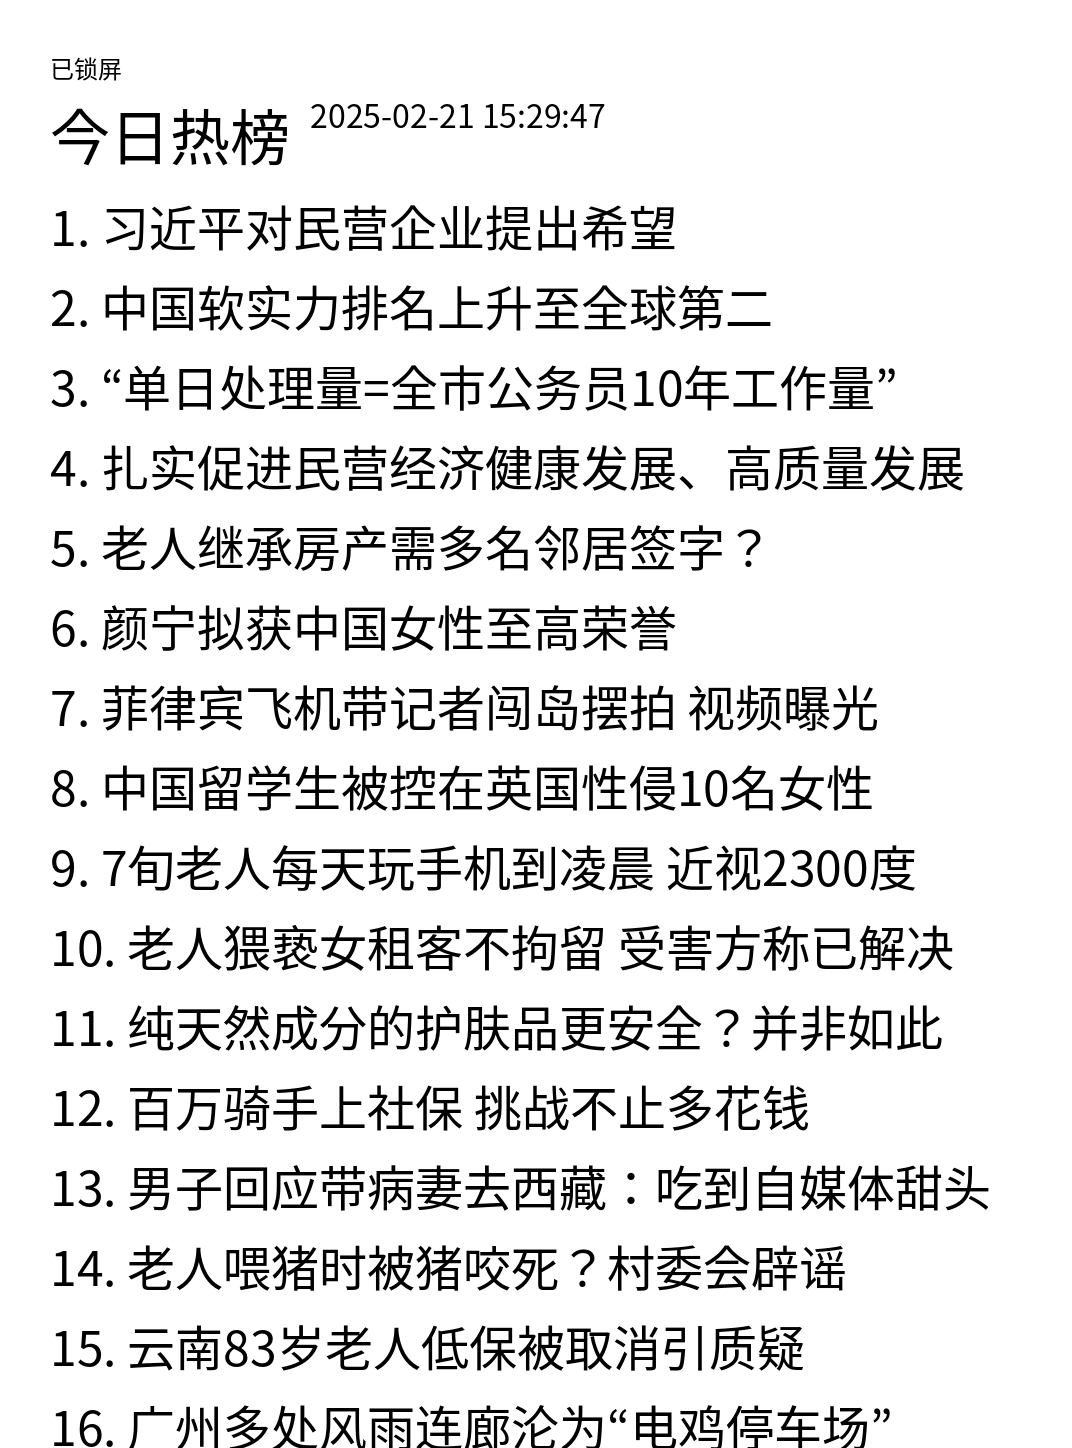 已锁屏
今日热榜 2025-02-21 15:29:47
1. 习近平对民营企业提出希望
2. 中国软实力排名上升至全球第二
3. “单日处理量=全市公务员10年工作量”
4. 扎实促进民营经济健康发展、高质量发展
5. 老人继承房产需多名邻居签字？
6. 颜宁拟获中国女性至高荣誉
7. 菲律宾飞机带记者闯岛摆拍 视频曝光
8. 中国留学生被控在英国性侵10名女性
9. 7旬老人每天玩手机到凌晨 近视2300度
10. 老人猥亵女租客不拘留 受害方称已解决
11. 纯天然成分的护肤品更安全？并非如此
12. 百万骑手上社保 挑战不止多花钱
13. 男子回应带病妻去西藏：吃到自媒体甜头
14. 老人喂猪时被猪咬死？村委会辟谣
15. 云南83岁老人低保被取消引质疑
16. 广州多处风雨连廊沦为“电鸡停车场”